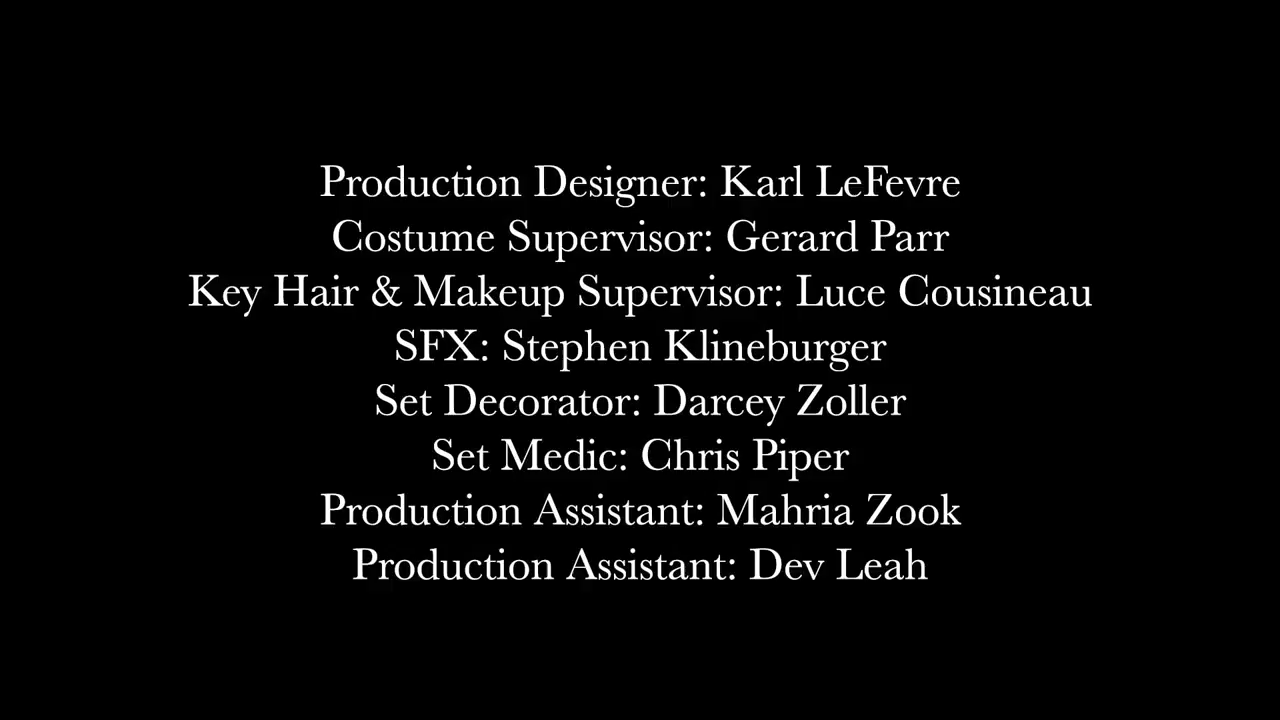 Production Designer: Karl LeFevre
Costume Supervisor: Gerard Parr
Key Hair & Makeup Supervisor: Luce Cousineau
SFX: Stephen Klineburger
Set Decorator: Darcey Zoller
Set Medic: Chris Piper
Production Assistant: Mahria Zook
Production Assistant: Dev Leah